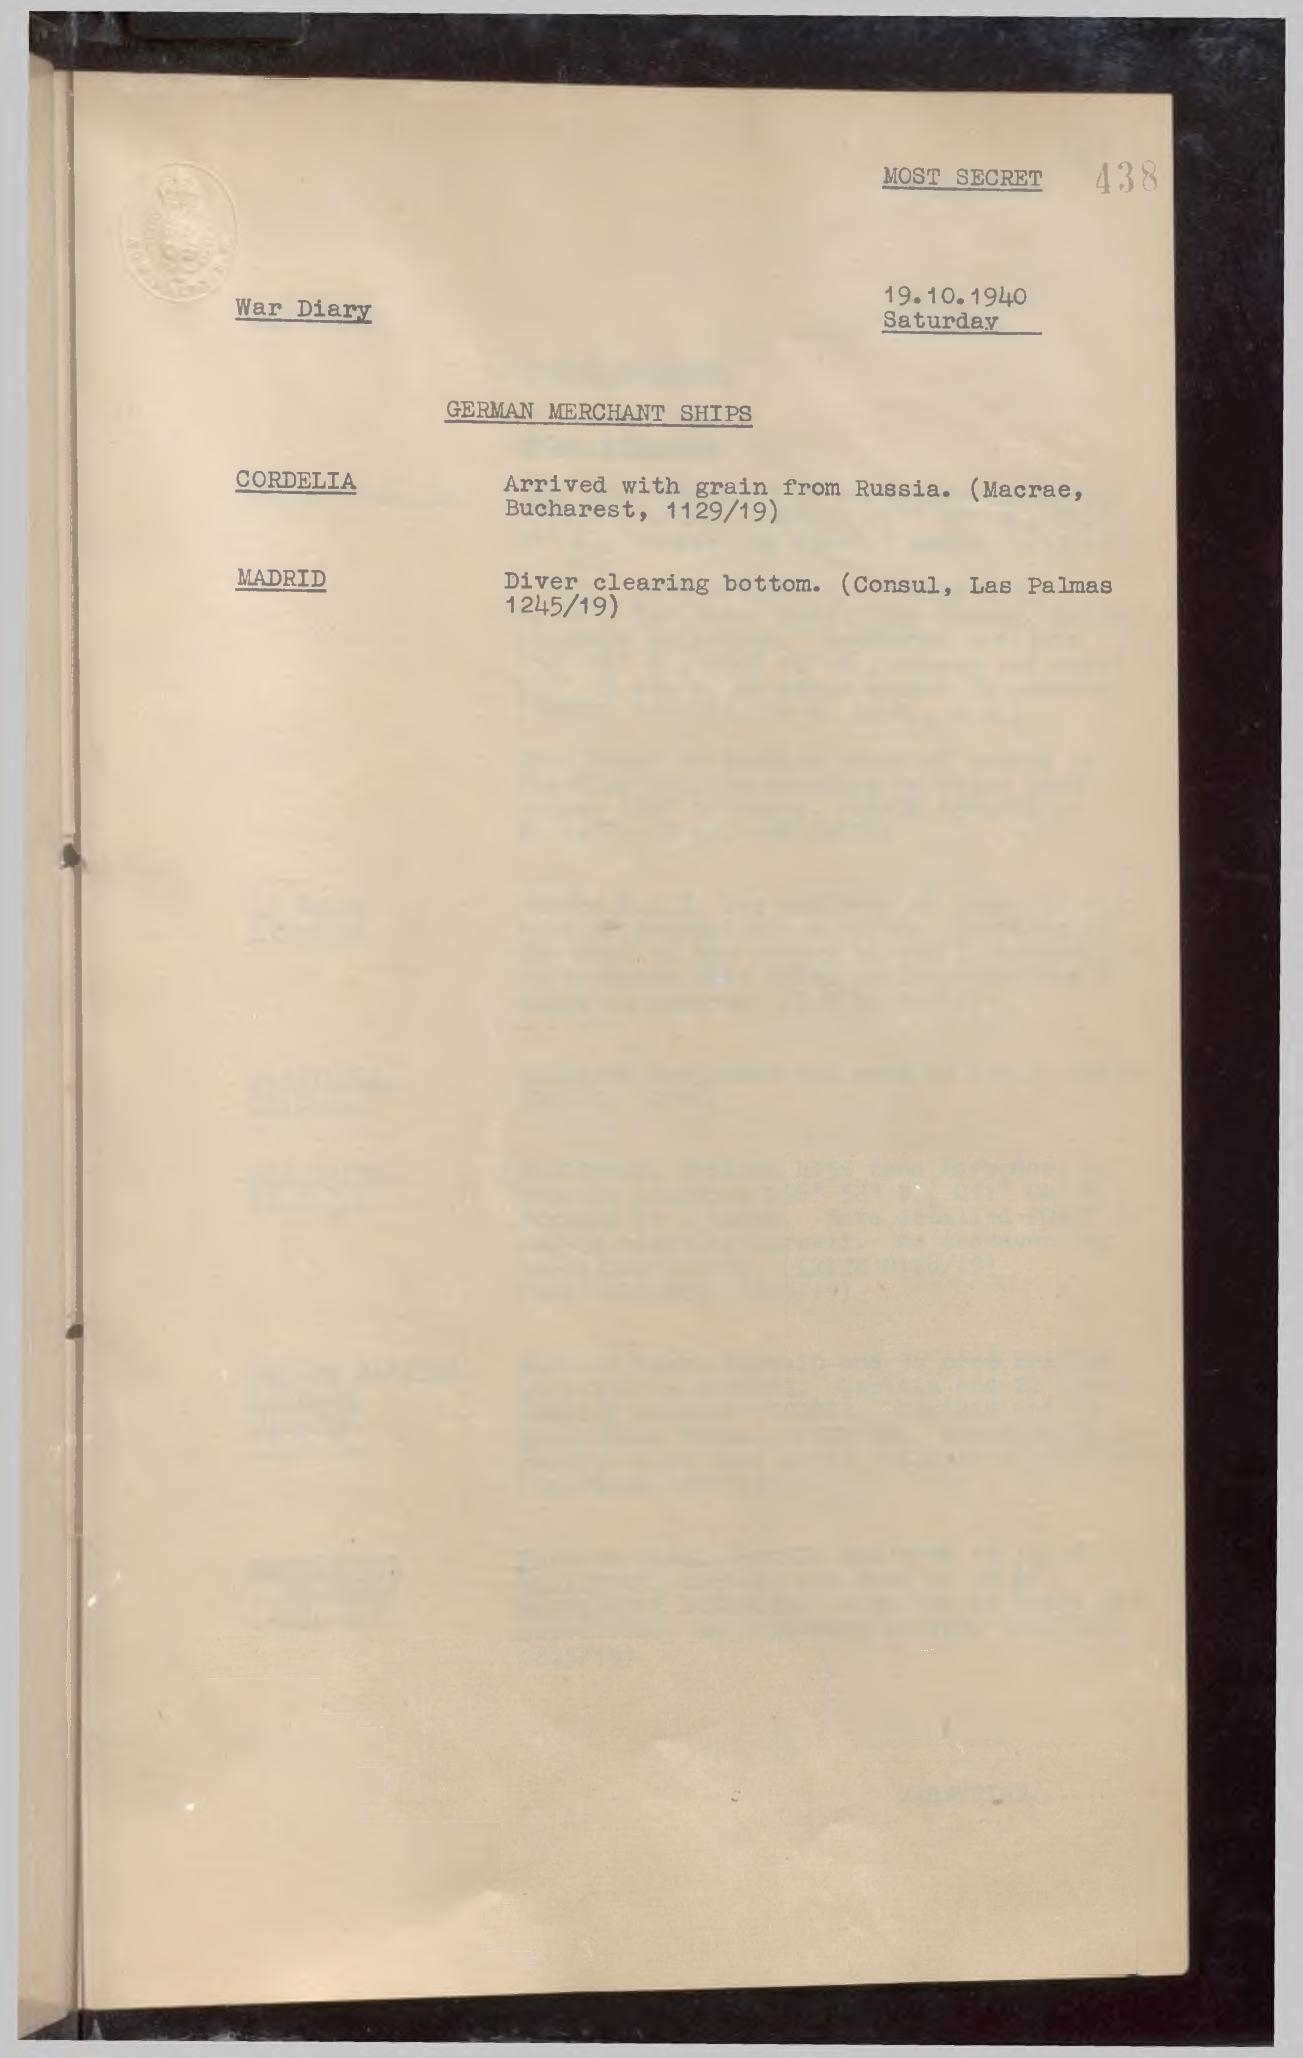 MOST SECRET 438
War Diary
19.10.1940
Saturday
GERMAN MERCHANT SHIPS
CORDELIA
Arrived with grain from Russia. (Macrae,
Bucharest, 1129/19)
MADRID
Diver clearing bottom. (Consul, Las Palmas
1245/19)